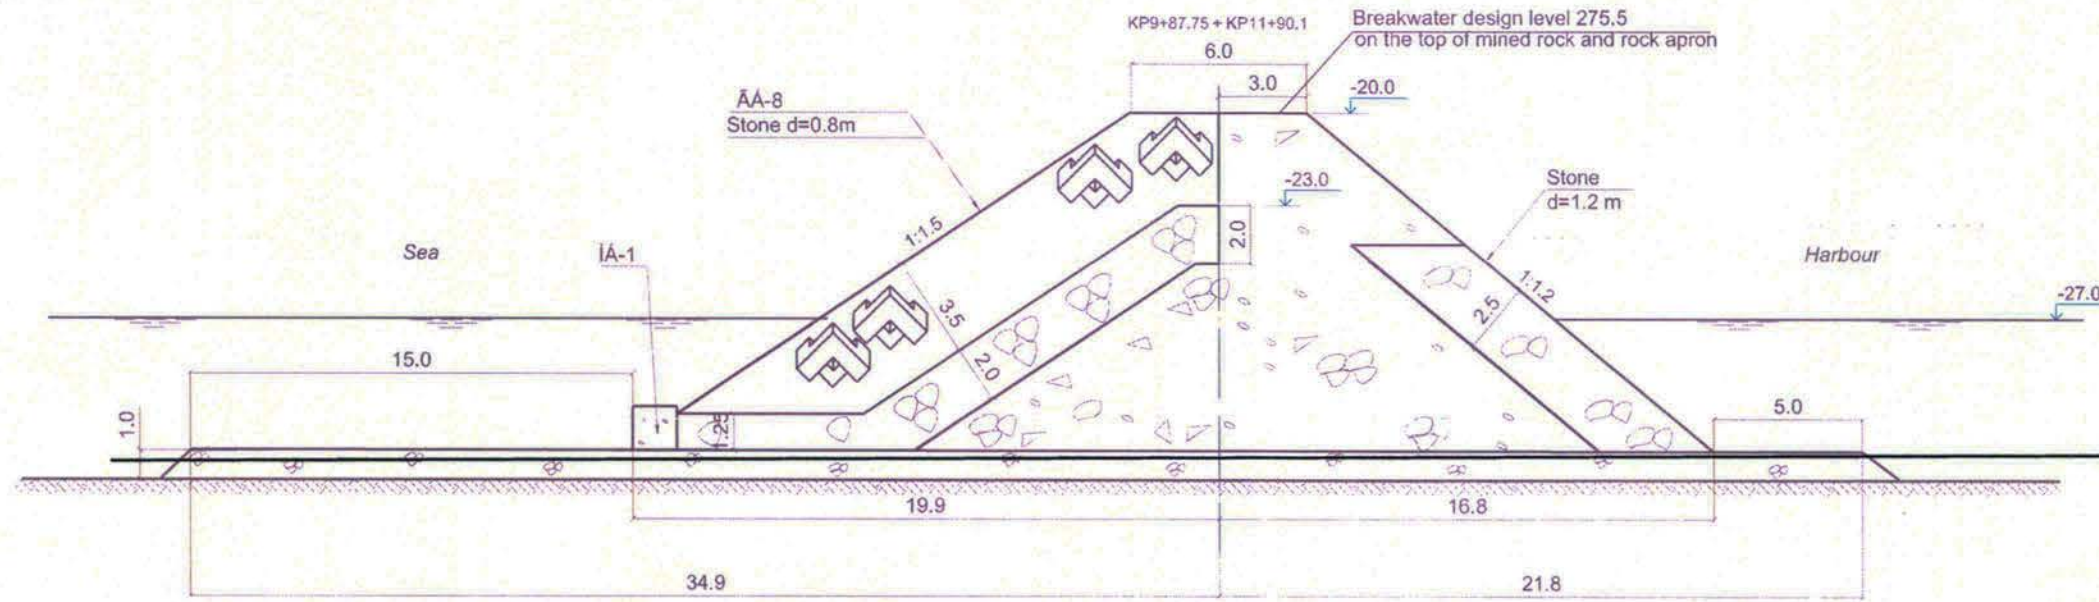 KP9+87.75 + KP11+90.1
Breakwater design level 275.5
on the top of mined rock and rock apron
6.0
3.0
-20.0
ÃÁ-8
Stone d=0.8m
-23.0
Stone
d=1.2 m
Sea
ÍÁ-1
1:1.5
2.0
Harbour
1:1.2
-27.0
3.5
2.5
15.0
2.0
1.0
1.25
5.0
19.9
16.8
34.9
21.8